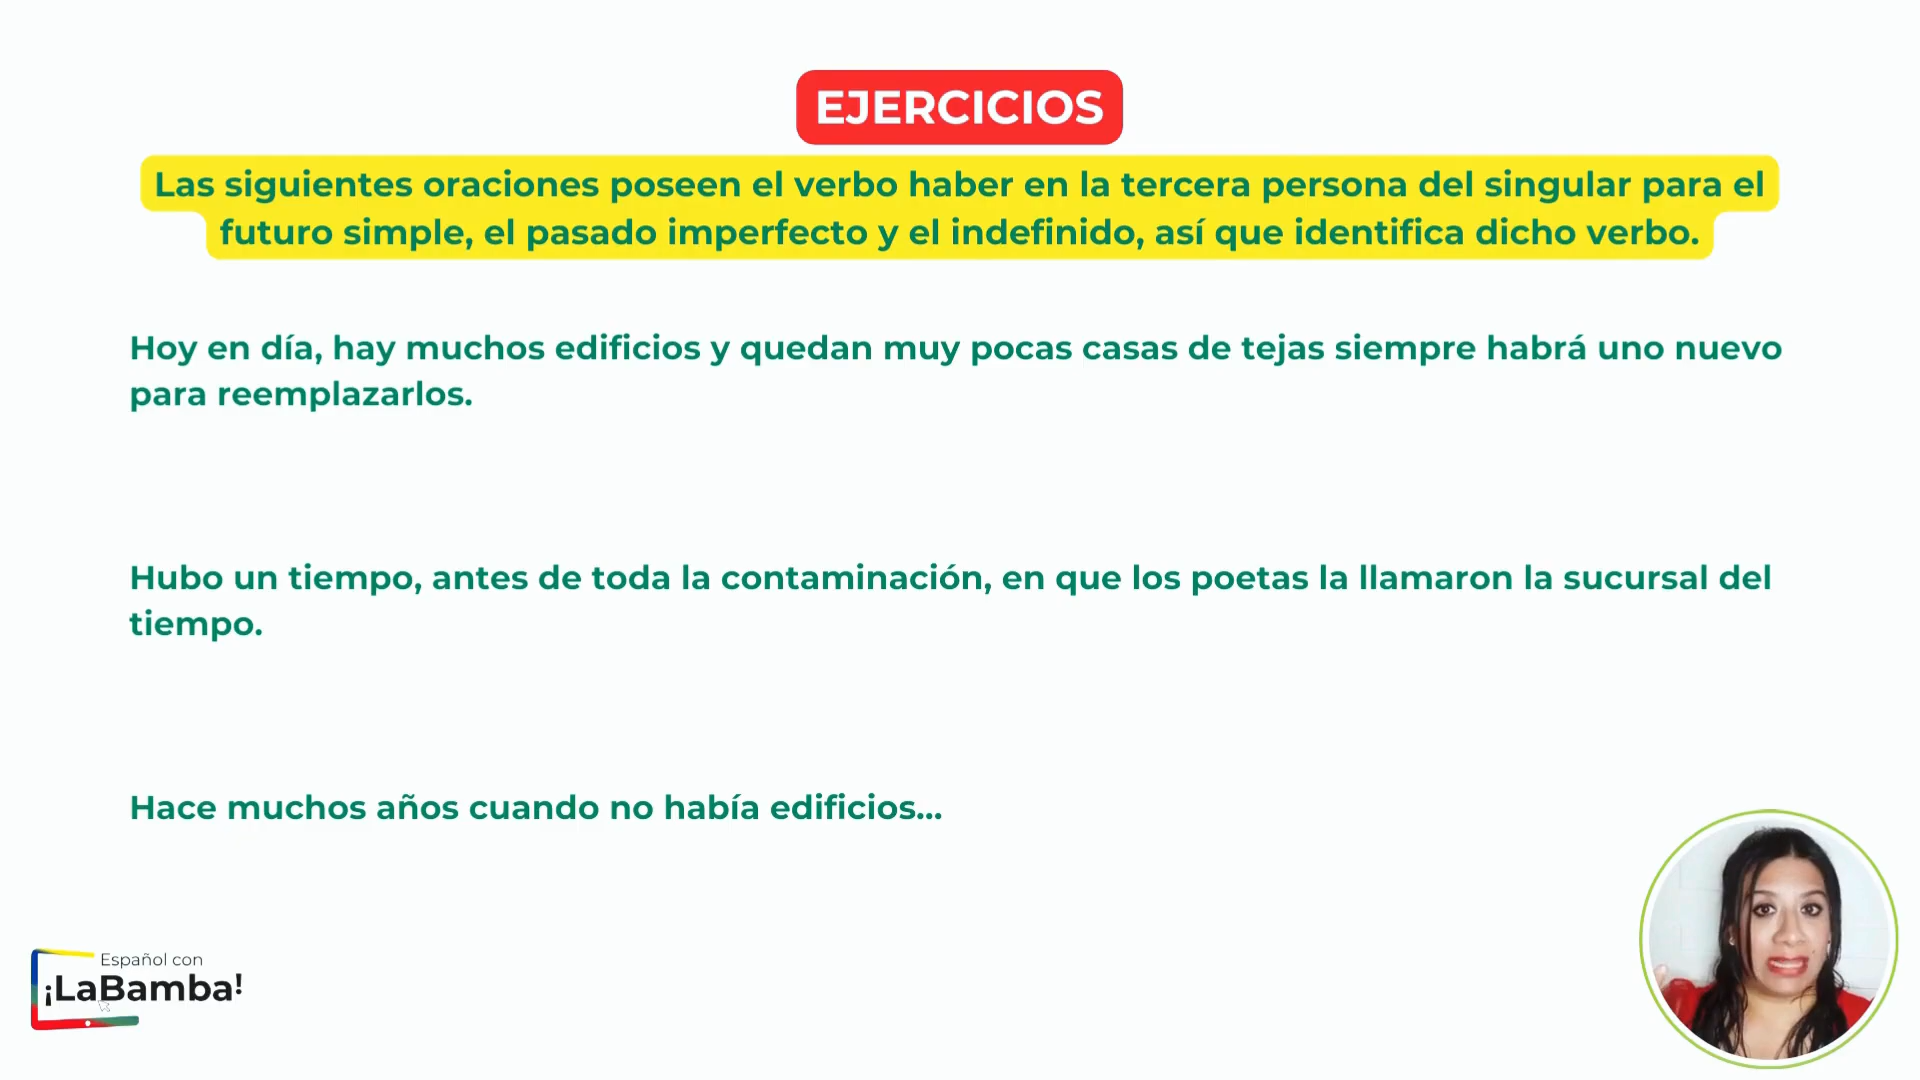 EJERCICIOS
Las siguientes oraciones poseen el verbo haber en la tercera persona del singular para el
futuro simple, el pasado imperfecto y el indefinido, así que identifica dicho verbo.
Hoy en día, hay muchos edificios y quedan muy pocas casas de tejas siempre habrá uno nuevo
para reemplazarlos.
Hubo un tiempo, antes de toda la contaminación, en que los poetas la llamaron la sucursal del
tiempo.
Hace muchos años cuando no había edificios...
Español con
¡LaBamba!